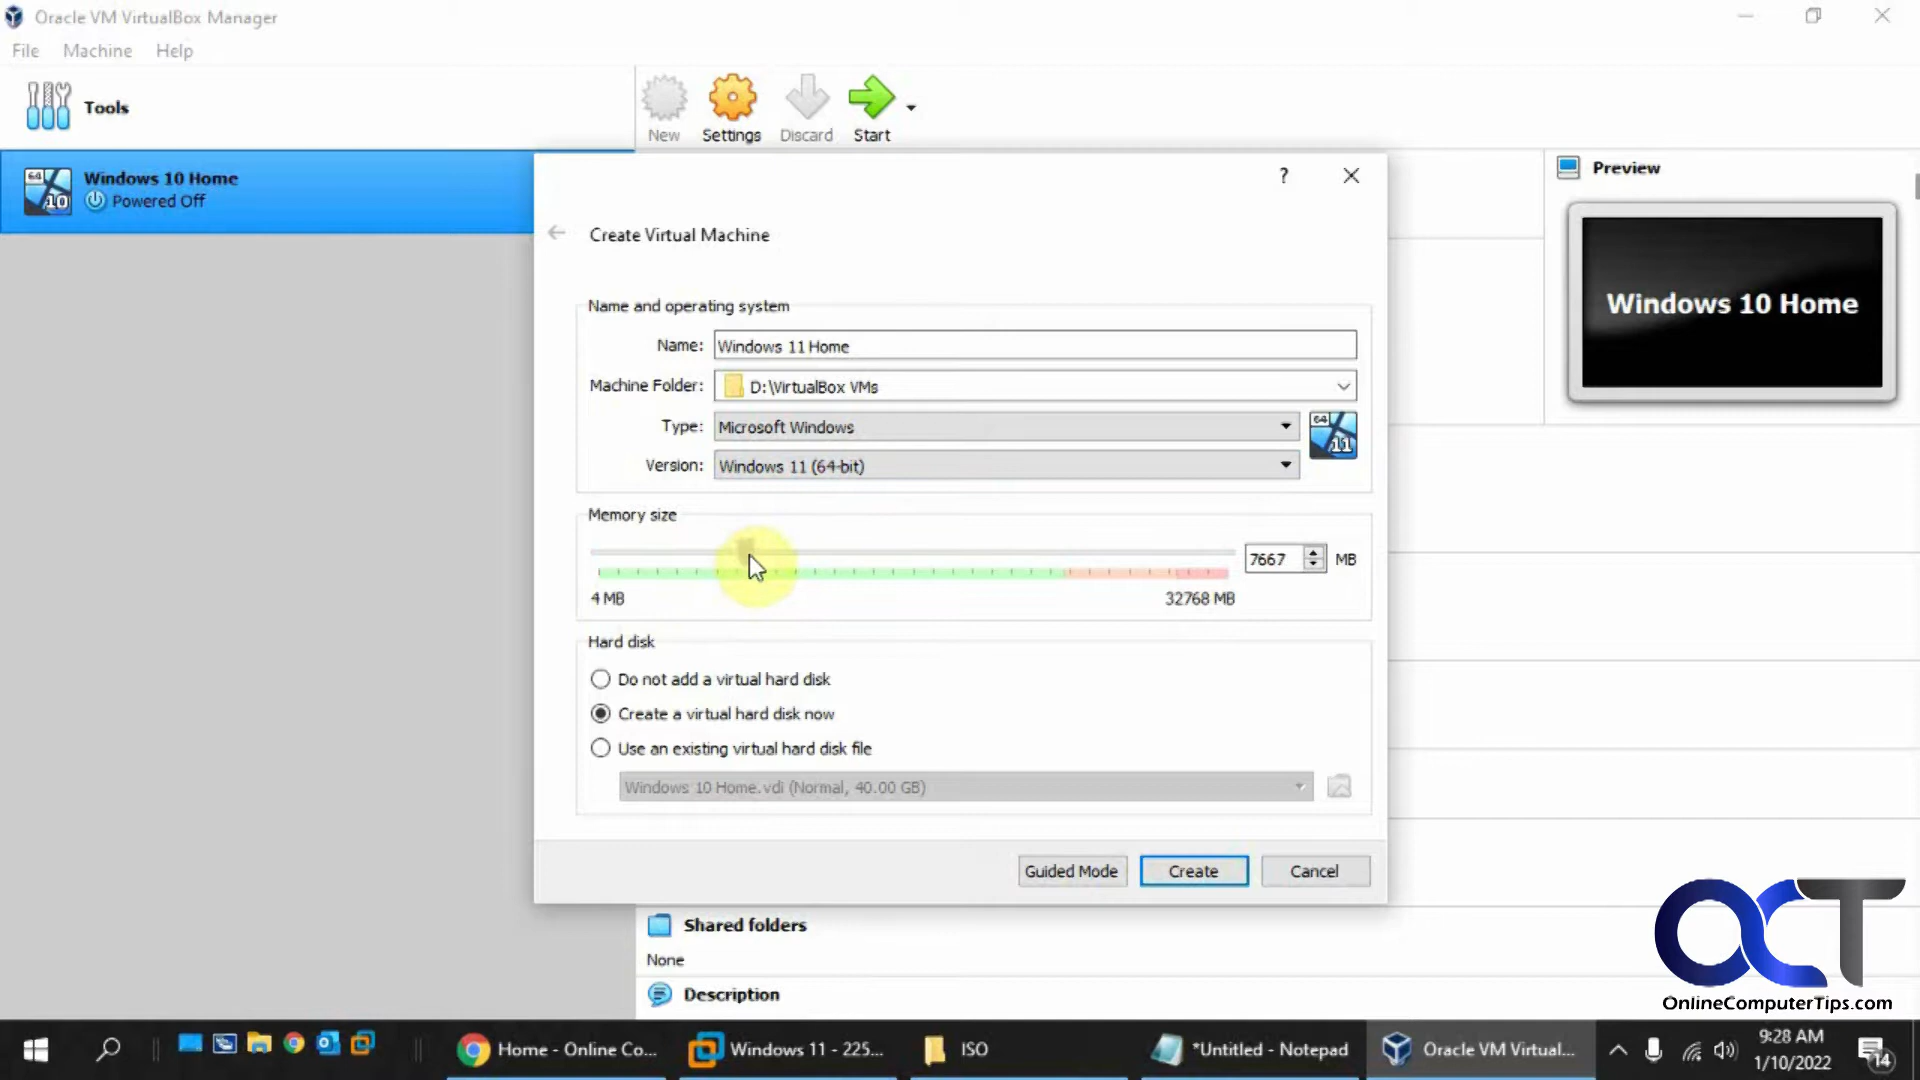 Oracle VM VirtualBox Manager
File Machine Help
Tools
New Settings Discard Start
64
10
Windows 10 Home
Powered Off
Preview
Windows 10 Home
?
Create Virtual Machine
Name and operating system
Name: Windows 11 Home
Machine Folder: D:\VirtualBox VMs
Type: Microsoft Windows
64
11
Version: Windows 11 (64-bit)
Memory size
7667 MB
4 MB 32768 MB
Hard disk
Do not add a virtual hard disk
Create a virtual hard disk now
Use an existing virtual hard disk file
Windows 10 Home.vdi (Normal, 40.00 GB)
Guided Mode Create Cancel
Shared folders
None
Description
OCT
OnlineComputerTips.com
Home - Online Co... Windows 11 - 225... ISO *Untitled - Notepad Oracle VM Virtual...
9:28 AM
1/10/2022
14